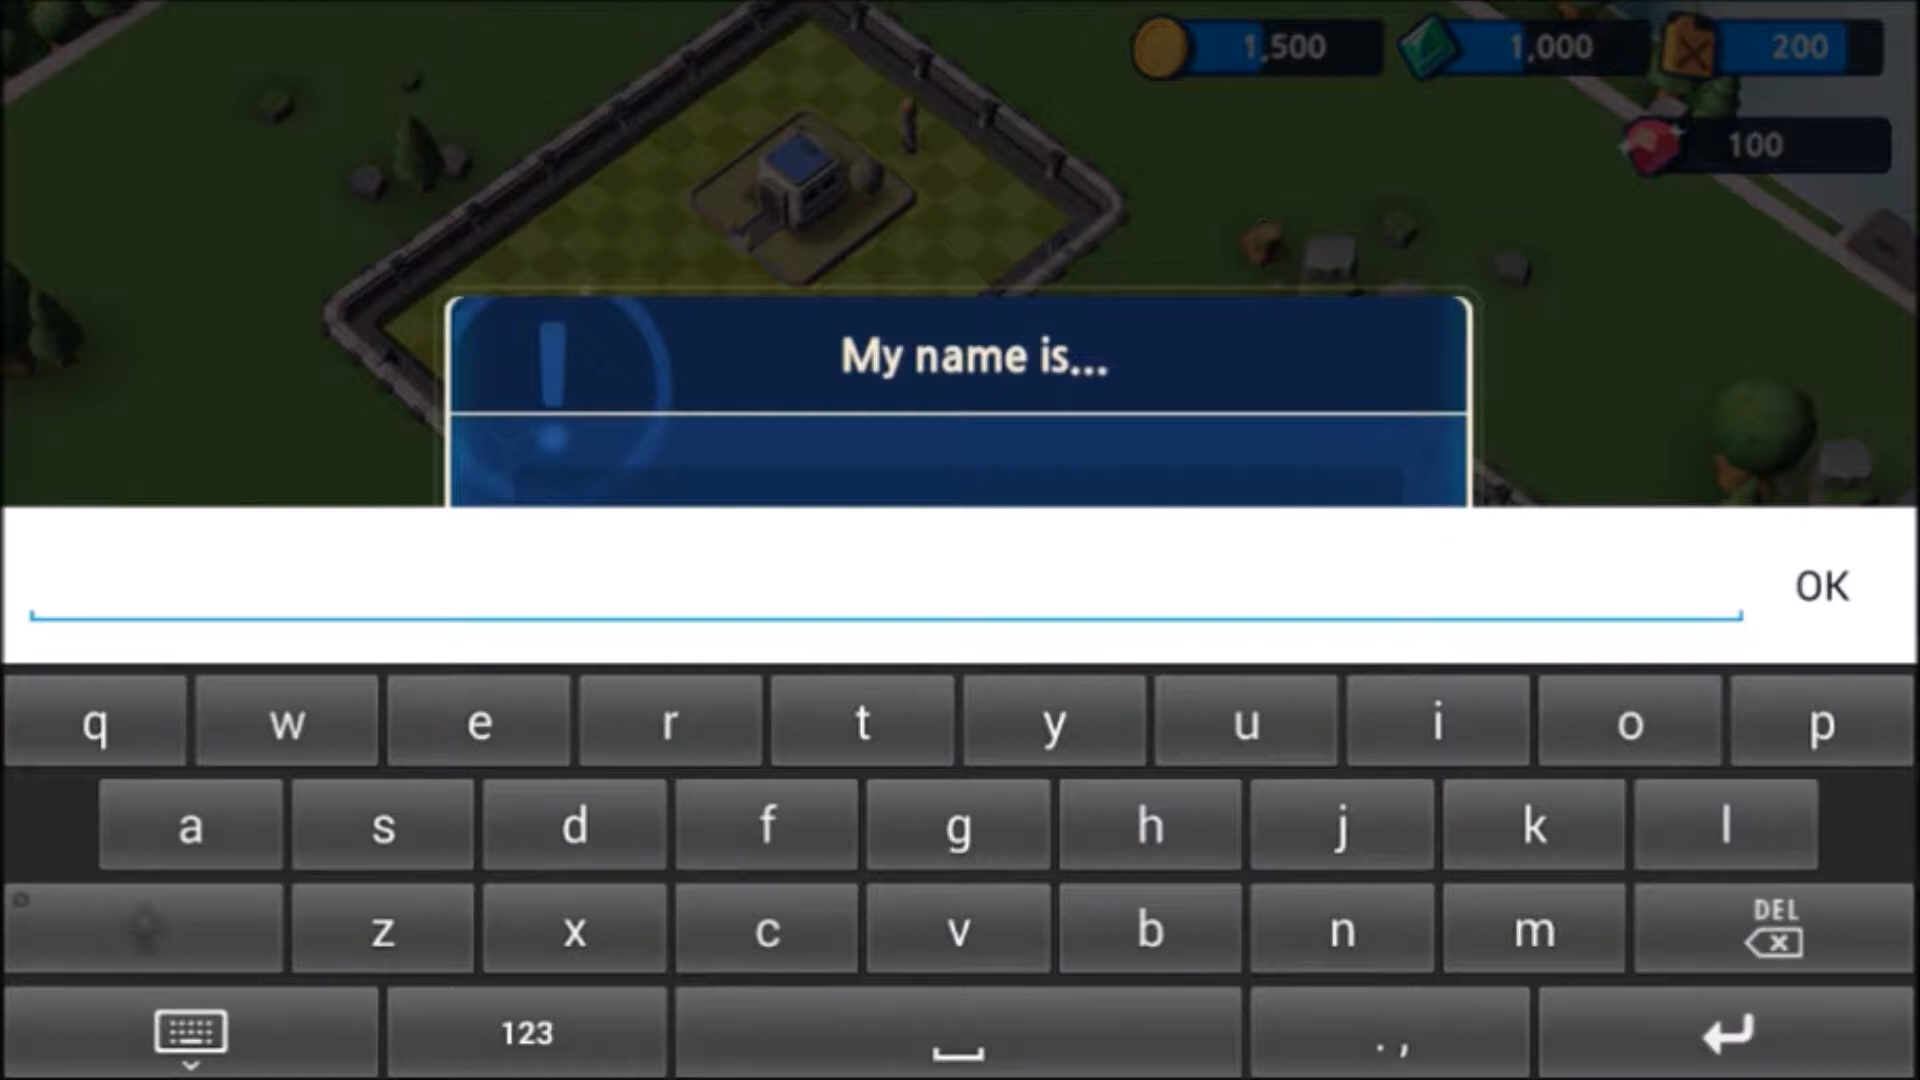 1,500 1,000 200
100
My name is...
OK
q w e r t y u i o p
a s d f g h j k l
z x c v b n m DEL
123 . ,